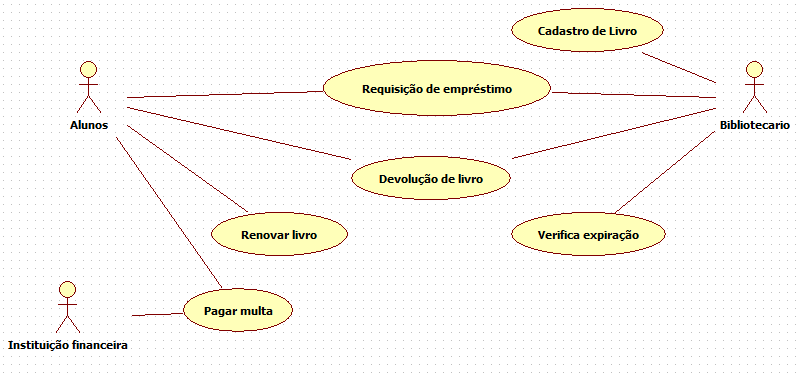 Cadastro de Livro
Requisição de empréstimo
Alunos
Bibliotecario
Devolução de livro
Renovar livro
Verifica expiração
Pagar multa
Instituição financeira